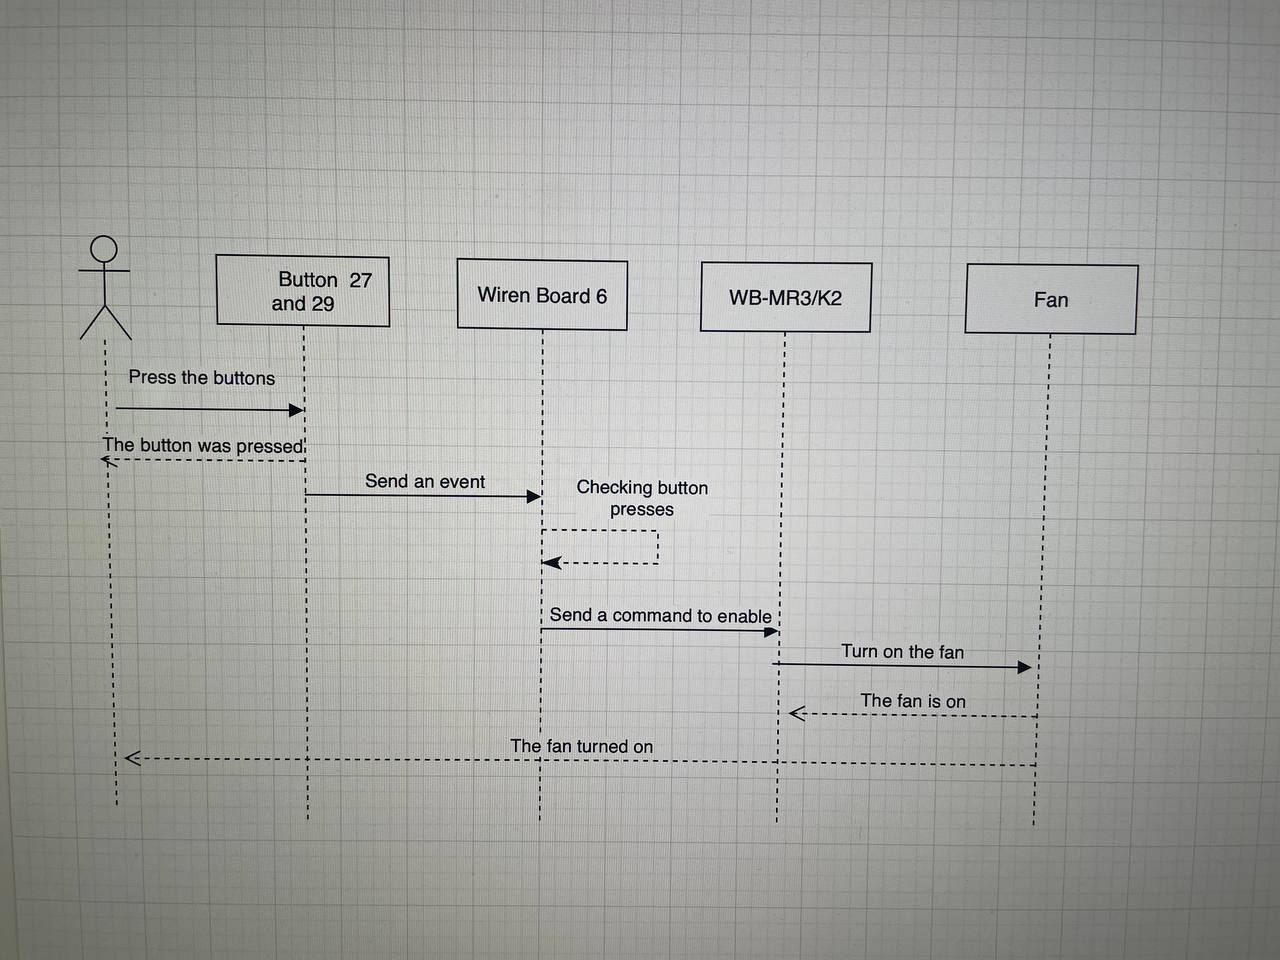 Button 27
and 29
Wiren Board 6
WB-MR3/K2
Fan
Press the buttons
The button was pressed
Send an event
Checking button
presses
Send a command to enable
Turn on the fan
The fan is on
The fan turned on